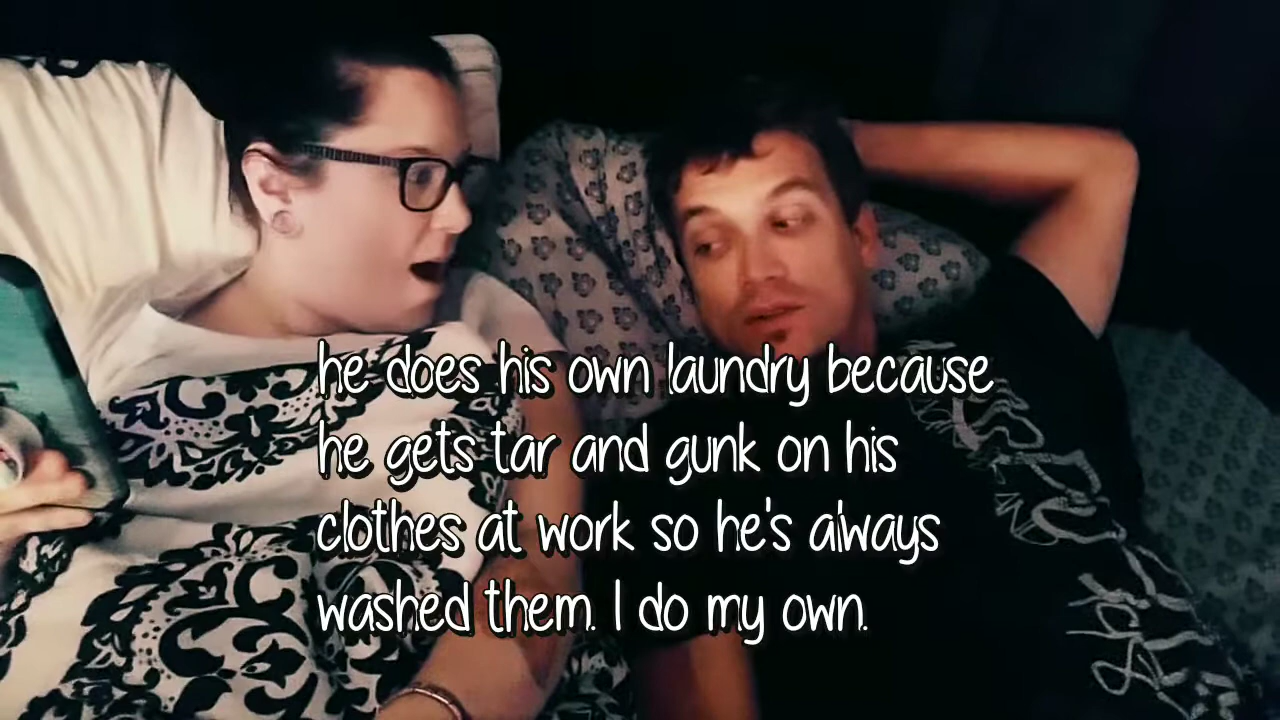 he does his own laundry because
he gets tar and gunk on his
clothes at work so he's always
washed them. I do my own.